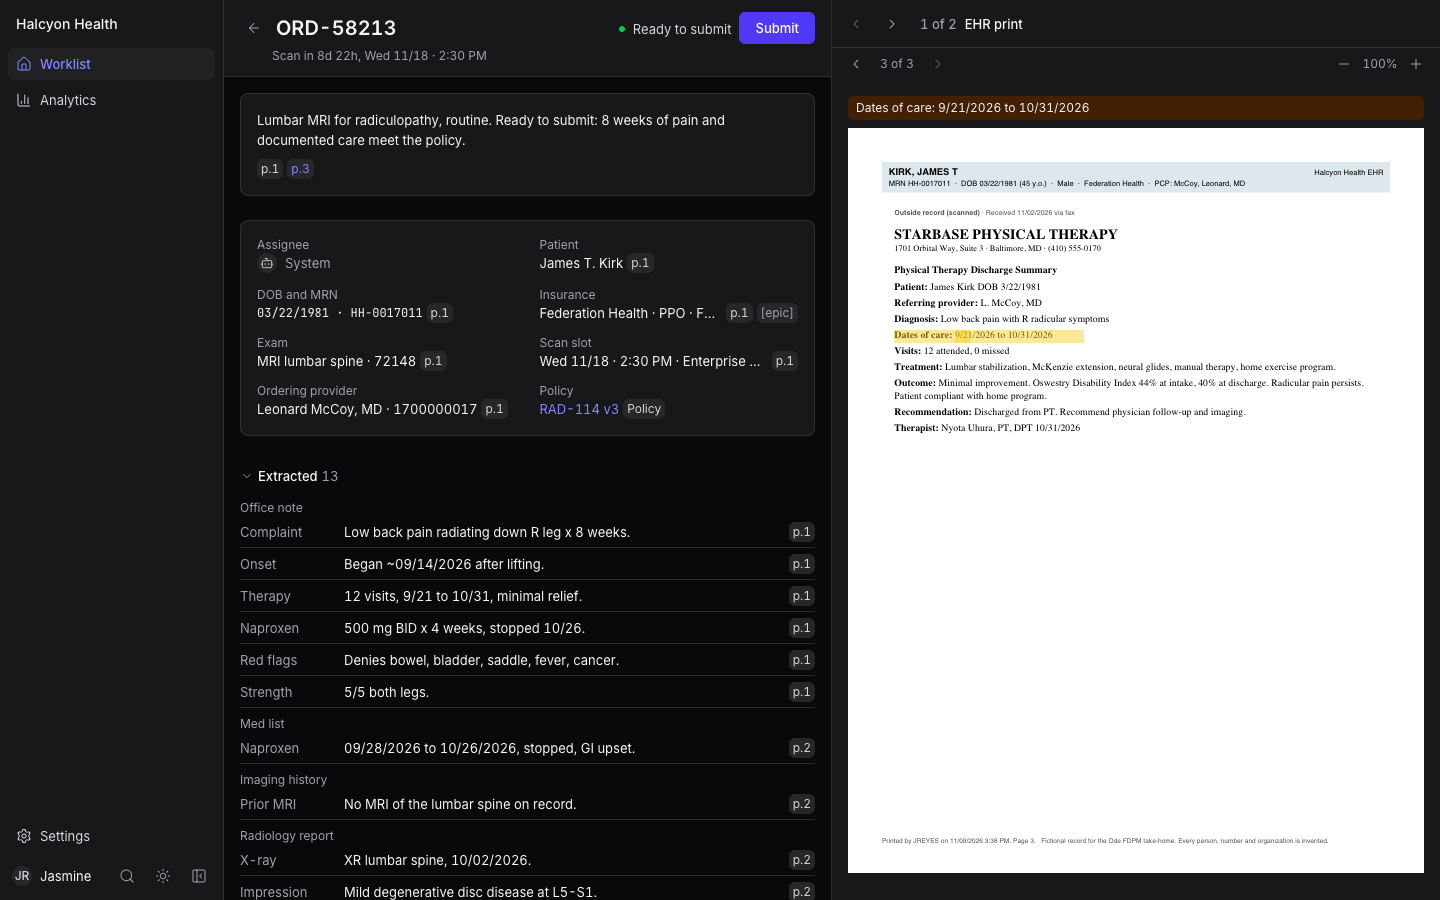 Halcyon Health
Worklist
Analytics
Settings
JR Jasmine
ORD-58213
Ready to submit
Submit
Scan in 8d 22h, Wed 11/18 · 2:30 PM
Lumbar MRI for radiculopathy, routine. Ready to submit: 8 weeks of pain and
documented care meet the policy.
p.1 p.3
Assignee
System
Patient
James T. Kirk p.1
DOB and MRN
03/22/1981 · HH-0017011 p.1
Insurance
Federation Health · PPO · F... p.1 [epic]
Exam
MRI lumbar spine · 72148 p.1
Scan slot
Wed 11/18 · 2:30 PM · Enterprise ... p.1
Ordering provider
Leonard McCoy, MD · 1700000017 p.1
Policy
RAD-114 v3 Policy
Extracted 13
Office note
Complaint Low back pain radiating down R leg x 8 weeks. p.1
Onset Began ~09/14/2026 after lifting. p.1
Therapy 12 visits, 9/21 to 10/31, minimal relief. p.1
Naproxen 500 mg BID x 4 weeks, stopped 10/26. p.1
Red flags Denies bowel, bladder, saddle, fever, cancer. p.1
Strength 5/5 both legs. p.1
Med list
Naproxen 09/28/2026 to 10/26/2026, stopped, GI upset. p.2
Imaging history
Prior MRI No MRI of the lumbar spine on record. p.2
Radiology report
X-ray XR lumbar spine, 10/02/2026. p.2
Impression Mild degenerative disc disease at L5-S1. p.2
1 of 2 EHR print
3 of 3
100%
Dates of care: 9/21/2026 to 10/31/2026
KIRK, JAMES T
Halcyon Health EHR
MRN HH-0017011 · DOB 03/22/1981 (45 y.o.) · Male · Federation Health · PCP: McCoy, Leonard, MD
Outside record (scanned) · Received 11/02/2026 via fax
STARBASE PHYSICAL THERAPY
1701 Orbital Way, Suite 3 · Baltimore, MD · (410) 555-0170
Physical Therapy Discharge Summary
Patient: James Kirk DOB 3/22/1981
Referring provider: L. McCoy, MD
Diagnosis: Low back pain with R radicular symptoms
Dates of care: 9/21/2026 to 10/31/2026
Visits: 12 attended, 0 missed
Treatment: Lumbar stabilization, McKenzie extension, neural glides, manual therapy, home exercise program.
Outcome: Minimal improvement. Oswestry Disability Index 44% at intake, 40% at discharge. Radicular pain persists.
Patient compliant with home program.
Recommendation: Discharged from PT. Recommend physician follow-up and imaging.
Therapist: Nyota Uhura, PT, DPT 10/31/2026
Printed by JREYES on 11/09/2026 3:38 PM. Page 3. Fictional record for the Ode FDPM take-home. Every person, number and organization is invented.